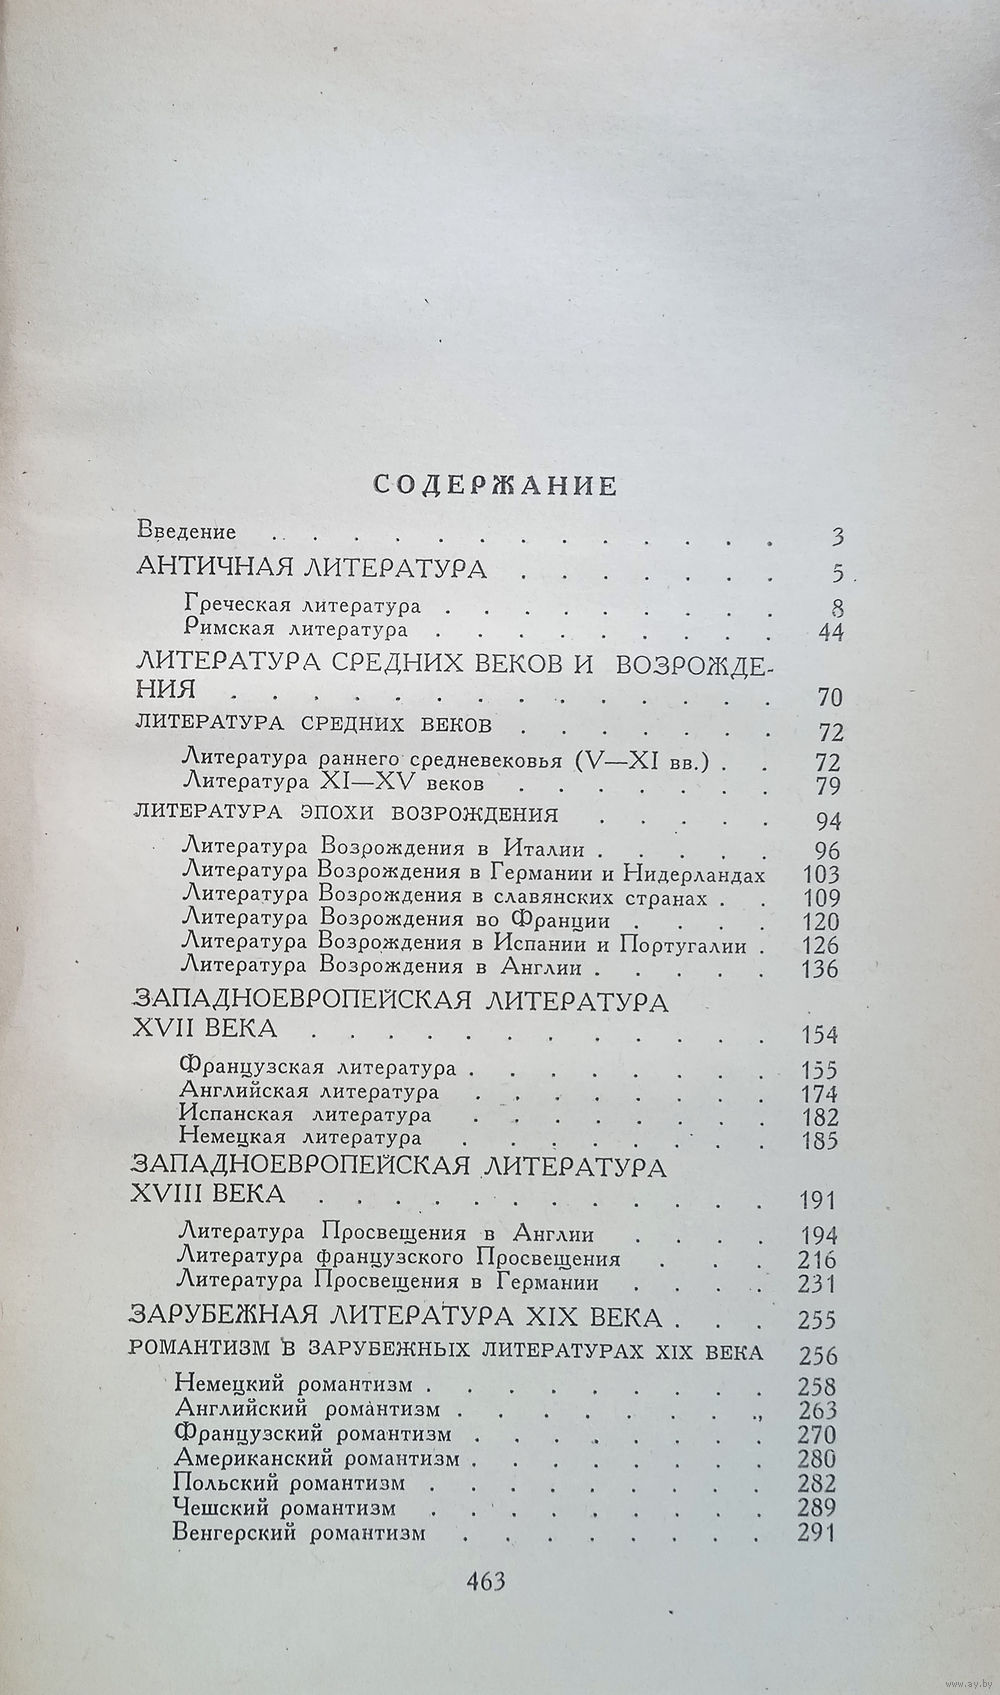 СОДЕРЖАНИЕ
Введение . . . . . . . . . . . . . 3
АНТИЧНАЯ ЛИТЕРАТУРА . . . . . . . 5
Греческая литература . . . . . . . . . 8
Римская литература . . . . . . . . . 44
ЛИТЕРАТУРА СРЕДНИХ ВЕКОВ И ВОЗРОЖДЕ-
НИЯ . . . . . . . . . . . . . . 70
ЛИТЕРАТУРА СРЕДНИХ ВЕКОВ . . . . . . . 72
Литература раннего средневековья (V—XI вв.) . . 72
Литература XI—XV веков . . . . . . . 79
ЛИТЕРАТУРА ЭПОХИ ВОЗРОЖДЕНИЯ . . . . . 94
Литература Возрождения в Италии . . . . . 96
Литература Возрождения в Германии и Нидерландах 103
Литература Возрождения в славянских странах . . 109
Литература Возрождения во Франции . . . . 120
Литература Возрождения в Испании и Португалии . 126
Литература Возрождения в Англии . . . . . 136
ЗАПАДНОЕВРОПЕЙСКАЯ ЛИТЕРАТУРА
XVII ВЕКА . . . . . . . . . . . . 154
Французская литература . . . . . . . . 155
Английская литература . . . . . . . . 174
Испанская литература . . . . . . . . 182
Немецкая литература . . . . . . . . 185
ЗАПАДНОЕВРОПЕЙСКАЯ ЛИТЕРАТУРА
XVIII ВЕКА . . . . . . . . . . . . 191
Литература Просвещения в Англии . . . . 194
Литература французского Просвещения . . . 216
Литература Просвещения в Германии . . . . 231
ЗАРУБЕЖНАЯ ЛИТЕРАТУРА XIX ВЕКА . . . 255
РОМАНТИЗМ В ЗАРУБЕЖНЫХ ЛИТЕРАТУРАХ XIX ВЕКА 256
Немецкий романтизм . . . . . . . . . 258
Английский романтизм . . . . . . . . 263
Французский романтизм . . . . . . . . 270
Американский романтизм . . . . . . . . 280
Польский романтизм . . . . . . . . . 282
Чешский романтизм . . . . . . . . . 289
Венгерский романтизм . . . . . . . . 291
463
www.ay.by